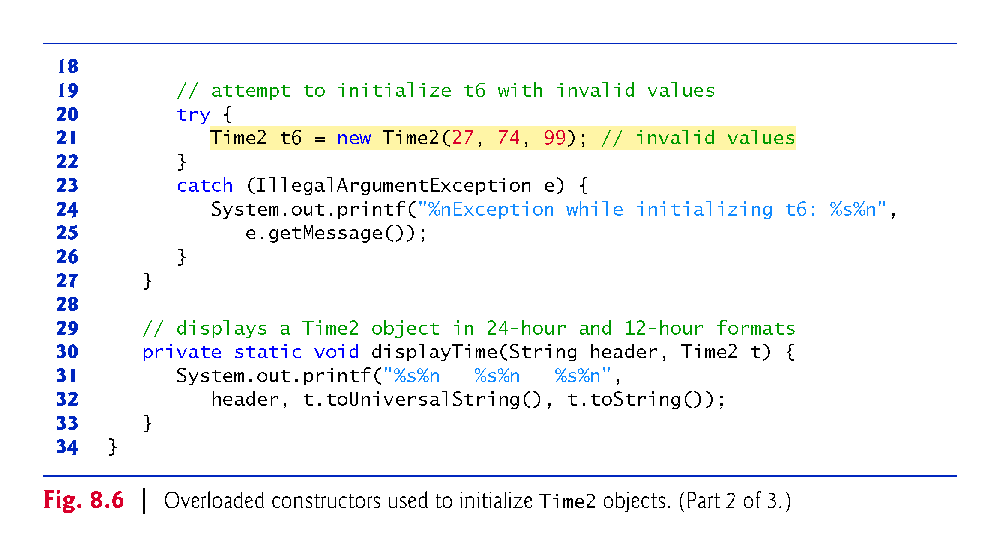 18
19 // attempt to initialize t6 with invalid values
20 try {
21 Time2 t6 = new Time2(27, 74, 99); // invalid values
22 }
23 catch (IllegalArgumentException e) {
24 System.out.printf("%nException while initializing t6: %s%n",
25 e.getMessage());
26 }
27 }
28
29 // displays a Time2 object in 24-hour and 12-hour formats
30 private static void displayTime(String header, Time2 t) {
31 System.out.printf("%s%n   %s%n   %s%n",
32 header, t.toUniversalString(), t.toString());
33 }
34 }
Fig. 8.6 | Overloaded constructors used to initialize Time2 objects. (Part 2 of 3.)